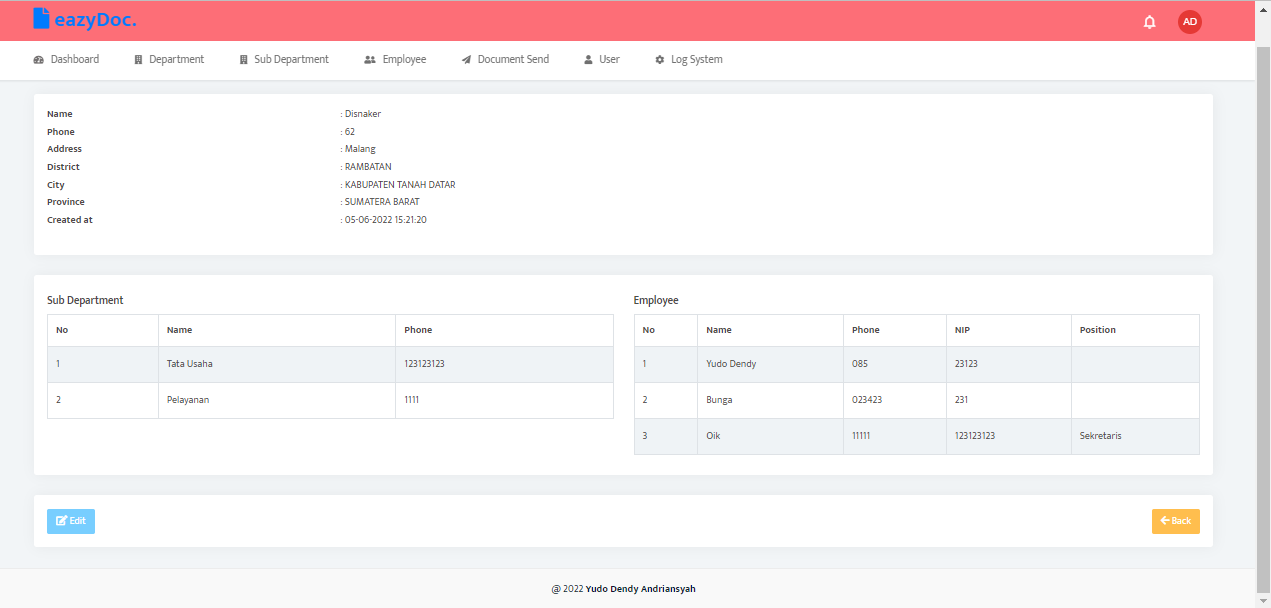 eazyDoc.
AD
Dashboard Department Sub Department Employee Document Send User Log System
Name : Disnaker
Phone : 62
Address : Malang
District : RAMBATAN
City : KABUPATEN TANAH DATAR
Province : SUMATERA BARAT
Created at : 05-06-2022 15:21:20
Sub Department
No Name Phone
1 Tata Usaha 123123123
2 Pelayanan 1111
Employee
No Name Phone NIP Position
1 Yudo Dendy 085 23123
2 Bunga 023423 231
3 Oik 11111 123123123 Sekretaris
Edit
Back
@ 2022 Yudo Dendy Andriansyah